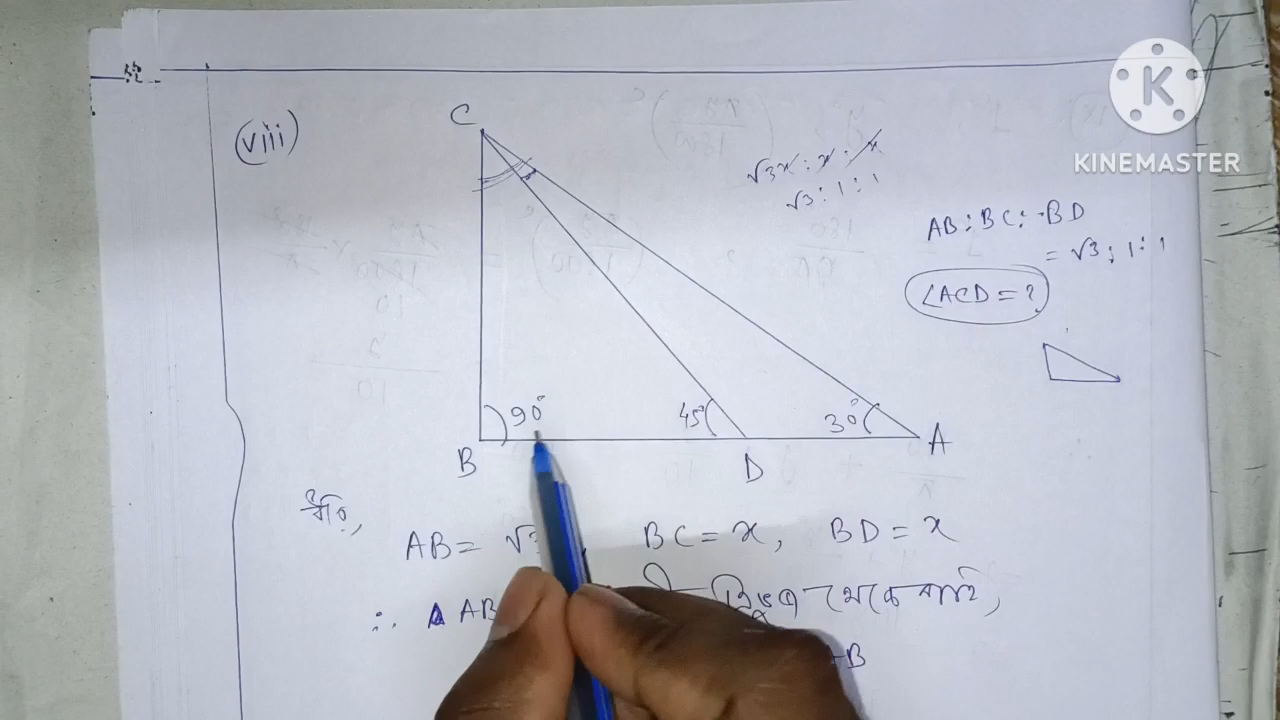 KINEMASTER
(viii)
C
√3x : x : x
√3 : 1 : 1
AB : BC : BD
= √3 : 1 : 1
∠ACD = ?
90°
45°
30°
B
D
A
ধরি,
AB = √3 BC = x, BD = x
∴ Δ AB ত্রিভুজ থেকে পাই,
B